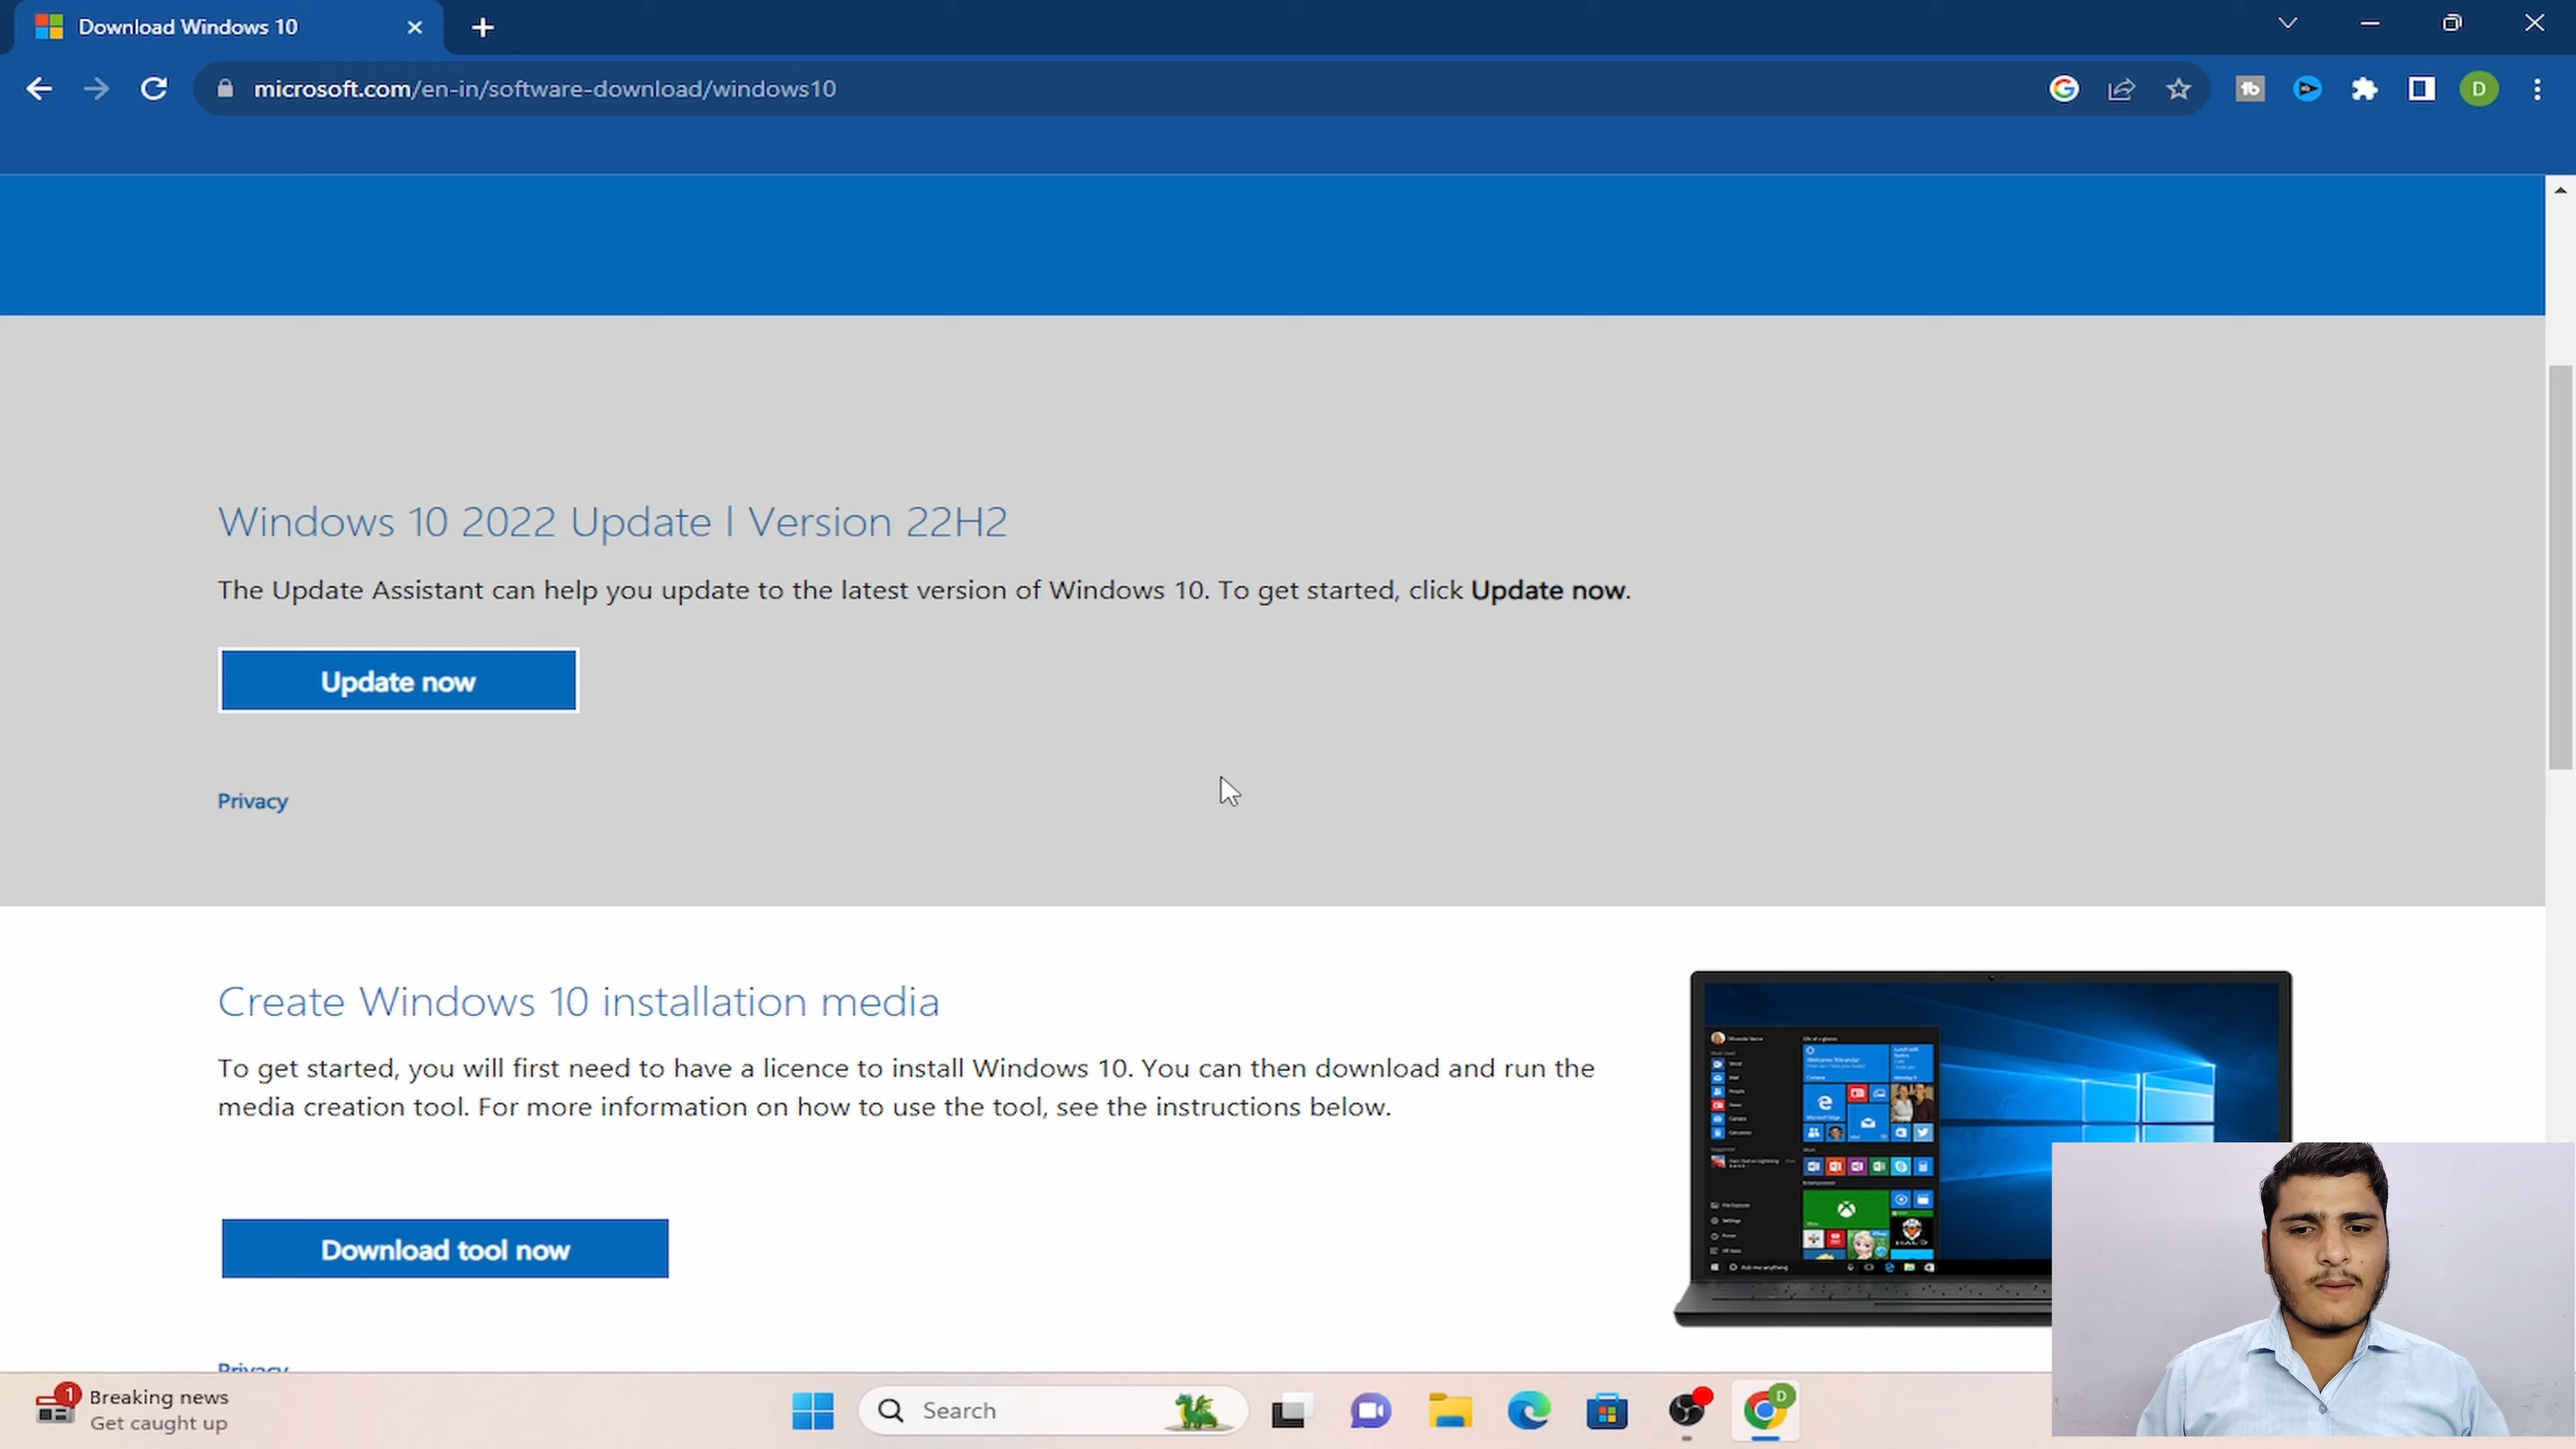 Download Windows 10
microsoft.com/en-in/software-download/windows10
D
Windows 10 2022 Update | Version 22H2
The Update Assistant can help you update to the latest version of Windows 10. To get started, click Update now.
Update now
Privacy
Create Windows 10 installation media
To get started, you will first need to have a licence to install Windows 10. You can then download and run the
media creation tool. For more information on how to use the tool, see the instructions below.
Download tool now
Privacy
1
Breaking news
Get caught up
Search
D